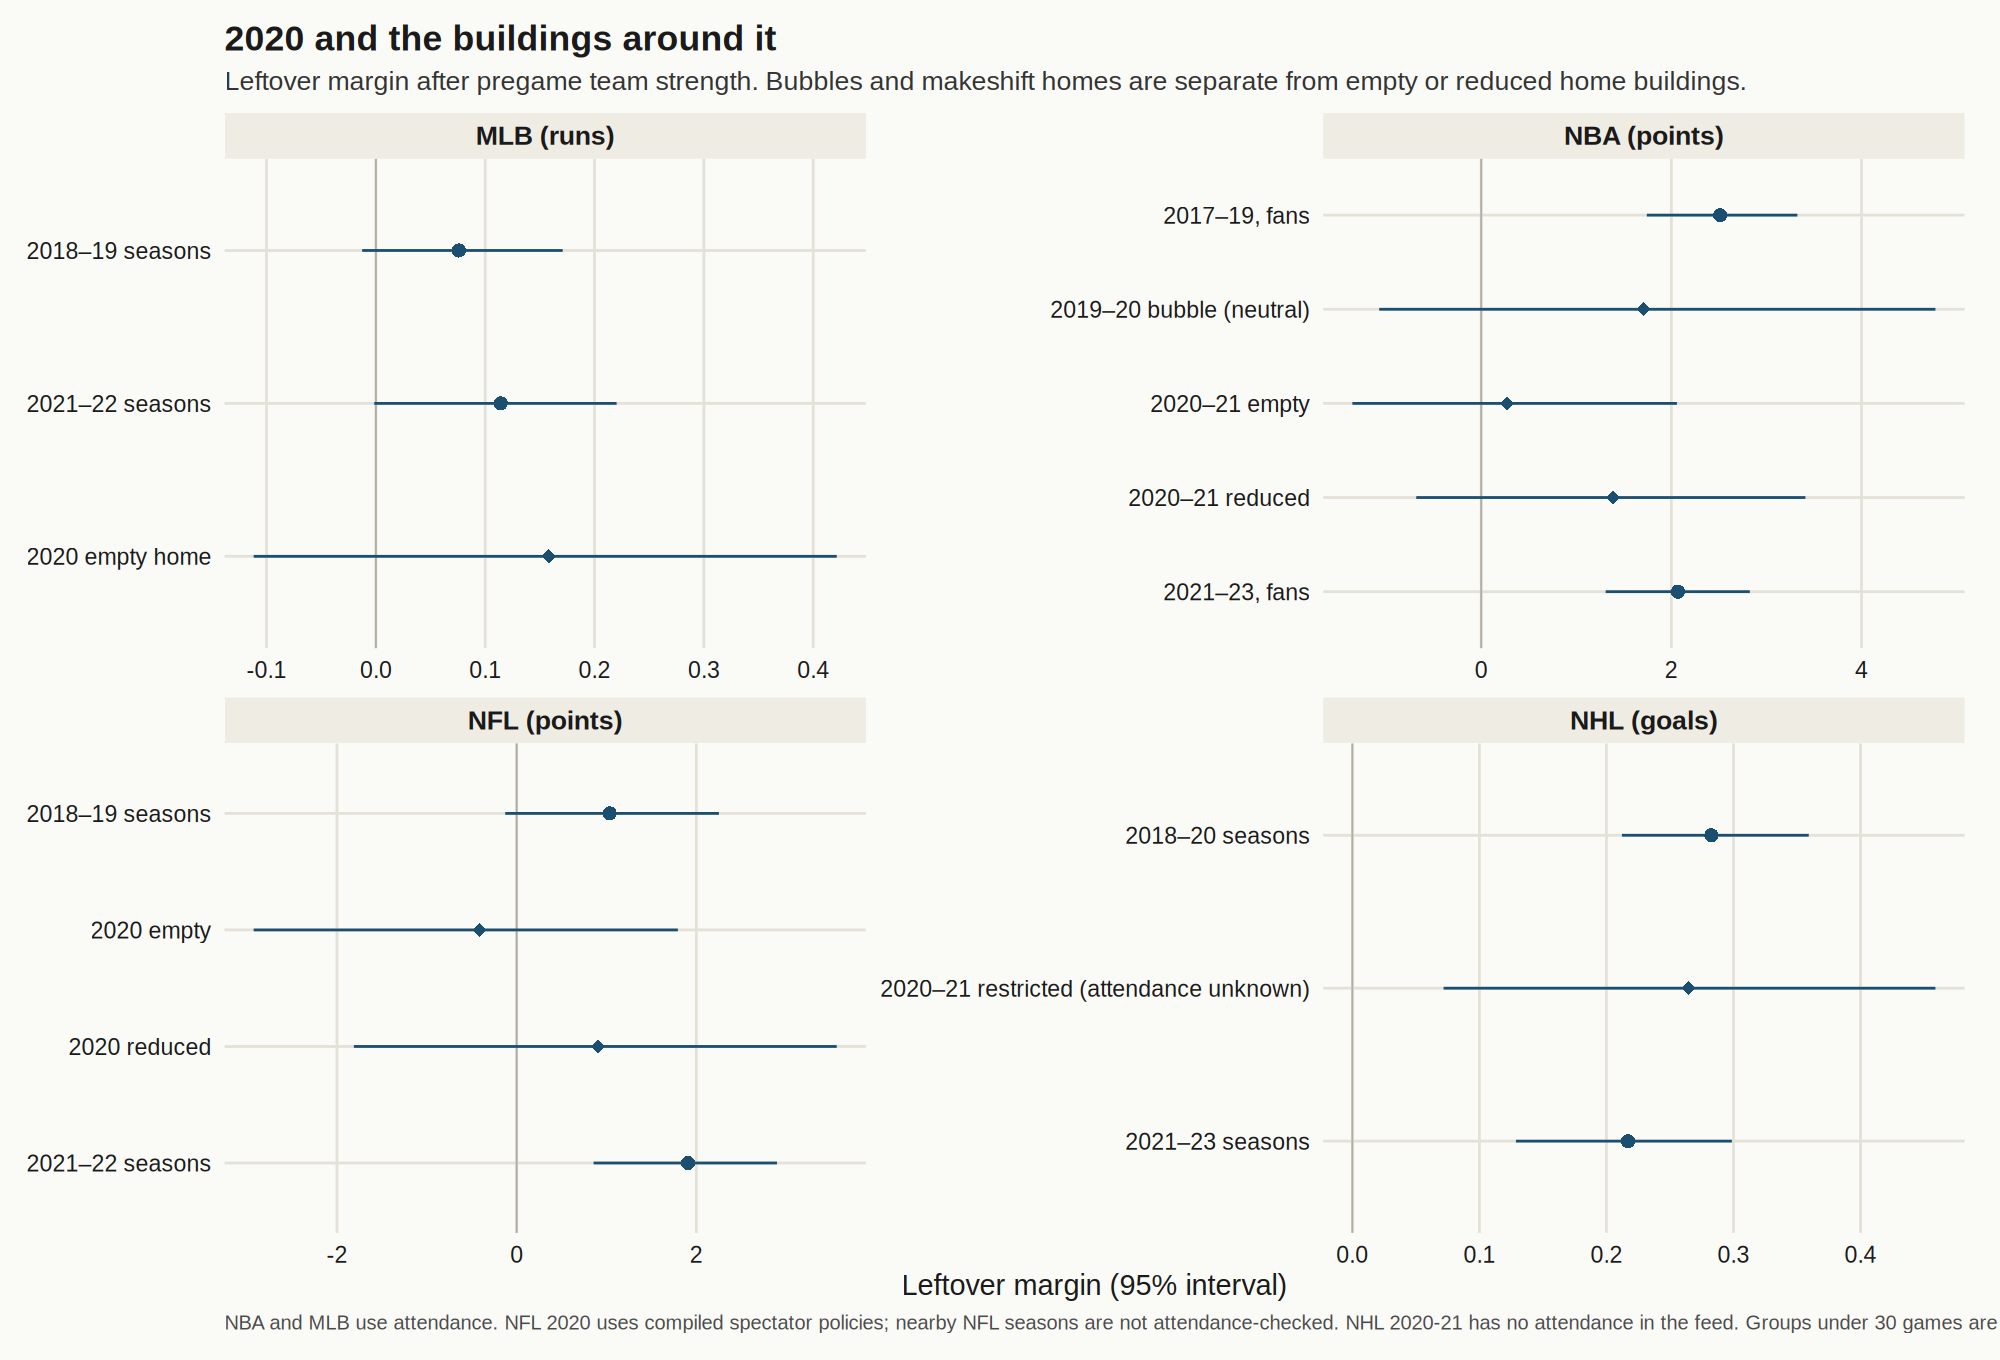 2020 and the buildings around it
Leftover margin after pregame team strength. Bubbles and makeshift homes are separate from empty or reduced home buildings.
MLB (runs)
2018–19 seasons
2021–22 seasons
2020 empty home
-0.1 0.0 0.1 0.2 0.3 0.4
NBA (points)
2017–19, fans
2019–20 bubble (neutral)
2020–21 empty
2020–21 reduced
2021–23, fans
0 2 4
NFL (points)
2018–19 seasons
2020 empty
2020 reduced
2021–22 seasons
-2 0 2
NHL (goals)
2018–20 seasons
2020–21 restricted (attendance unknown)
2021–23 seasons
0.0 0.1 0.2 0.3 0.4
Leftover margin (95% interval)
NBA and MLB use attendance. NFL 2020 uses compiled spectator policies; nearby NFL seasons are not attendance-checked. NHL 2020-21 has no attendance in the feed. Groups under 30 games are